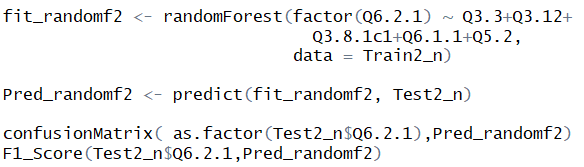 fit_randomf2 <- randomForest(factor(Q6.2.1) ~ Q3.3+Q3.12+
Q3.8.1c1+Q6.1.1+Q5.2,
data = Train2_n)
Pred_randomf2 <- predict(fit_randomf2, Test2_n)
confusionMatrix( as.factor(Test2_n$Q6.2.1),Pred_randomf2)
F1_Score(Test2_n$Q6.2.1,Pred_randomf2)